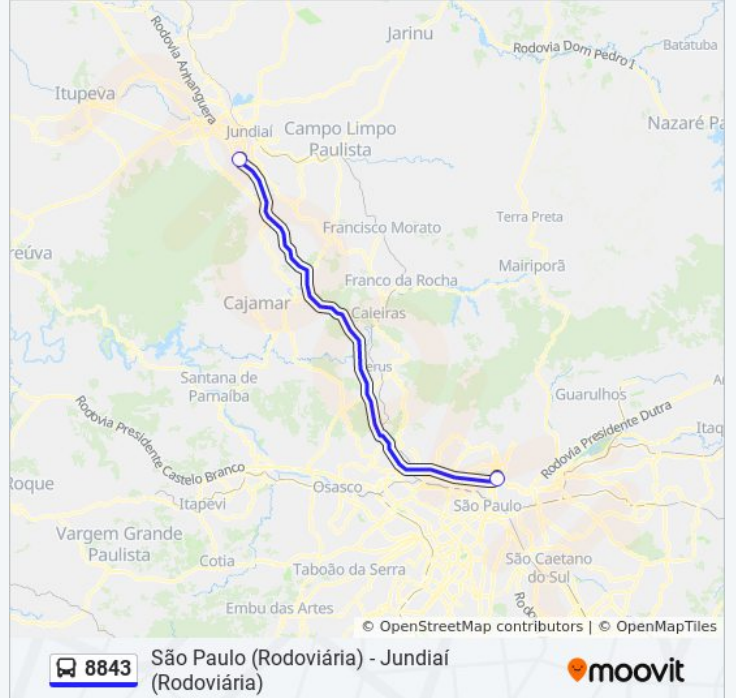 Jarinu
Rodovia Dom Pedro I
Batatuba
Rodovia Anhanguera
Itupeva
Jundiaí
Campo Limpo
Paulista
Nazaré Pa
Francisco Morato
Terra Preta
reúva
Mairiporã
Franco da Rocha
Cajamar
Caieiras
erus
Santana de
Parnaíba
Guarulhos
A
Rodovia Presidente Castelo Branco
Rodovia Presidente Dutra
Itaq
Roque
Osasco
Itapevi
São Paulo
Vargem Grande
Paulista
Cotia
Taboão da Serra
São Caetano
do Sul
Embu das Artes
Rodo
© OpenStreetMap contributors | © OpenMapTiles
8843
São Paulo (Rodoviária) - Jundiaí
(Rodoviária)
moovit